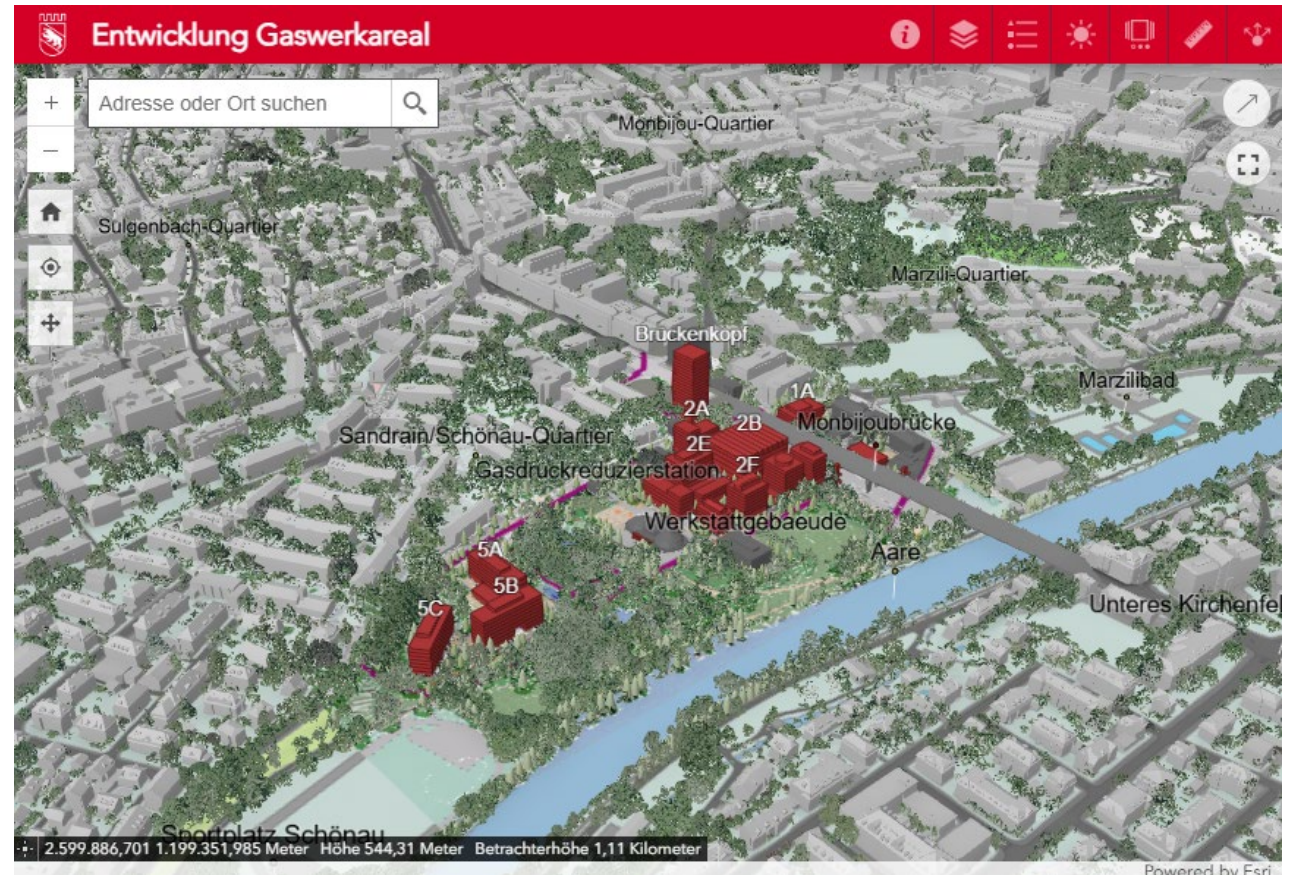 Entwicklung Gaswerkareal
Adresse oder Ort suchen
Monbijou-Quartier
Sulgenbach-Quartier
Marzili-Quartier
Brückenkopf
Marzilibad
1A
2A
2B
Monbijoubrücke
Sandrain/Schönau-Quartier
2E
2F
Gasdruckreduzierstation
Werkstattgebaeude
5A
Aare
5B
5C
Unteres Kirchenfe
Sportplatz Schönau
2.599.886,701 1.199.351,985 Meter Höhe 544,31 Meter Betrachterhöhe 1,11 Kilometer
Powered by Esri